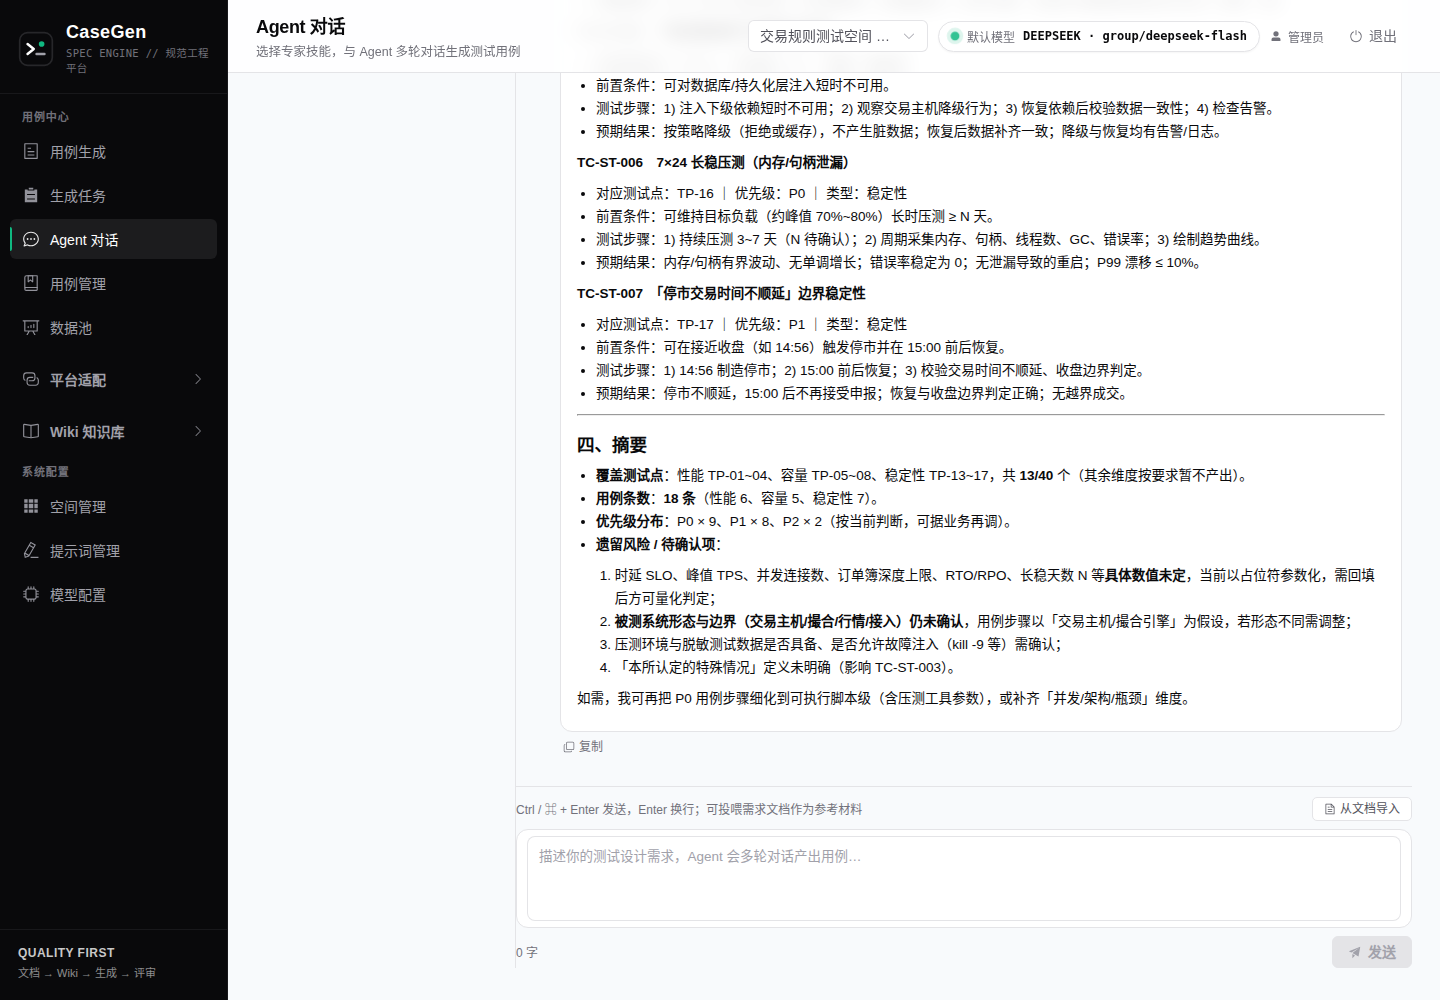 CaseGen
SPEC ENGINE // 规范工程
平台
用例中心
用例生成
生成任务
Agent 对话
用例管理
数据池
平台适配
Wiki 知识库
系统配置
空间管理
提示词管理
模型配置
QUALITY FIRST
文档 → Wiki → 生成 → 评审
Agent 对话
选择专家技能，与 Agent 多轮对话生成测试用例
交易规则测试空间 ...
默认模型 DEEPSEEK · group/deepseek-flash
管理员
退出
• 前置条件：可对数据库/持久化层注入短时不可用。
• 测试步骤：1) 注入下级依赖短时不可用；2) 观察交易主机降级行为；3) 恢复依赖后校验数据一致性；4) 检查告警。
• 预期结果：按策略降级（拒绝或缓存），不产生脏数据；恢复后数据补齐一致；降级与恢复均有告警/日志。
TC-ST-006 7×24 长稳压测（内存/句柄泄漏）
• 对应测试点：TP-16 ｜ 优先级：P0 ｜ 类型：稳定性
• 前置条件：可维持目标负载（约峰值 70%~80%）长时压测 ≥ N 天。
• 测试步骤：1) 持续压测 3~7 天（N 待确认）；2) 周期采集内存、句柄、线程数、GC、错误率；3) 绘制趋势曲线。
• 预期结果：内存/句柄有界波动、无单调增长；错误率稳定为 0；无泄漏导致的重启；P99 漂移 ≤ 10%。
TC-ST-007 「停市交易时间不顺延」边界稳定性
• 对应测试点：TP-17 ｜ 优先级：P1 ｜ 类型：稳定性
• 前置条件：可在接近收盘（如 14:56）触发停市并在 15:00 前后恢复。
• 测试步骤：1) 14:56 制造停市；2) 15:00 前后恢复；3) 校验交易时间不顺延、收盘边界判定。
• 预期结果：停市不顺延，15:00 后不再接受申报；恢复与收盘边界判定正确；无越界成交。
四、摘要
• 覆盖测试点：性能 TP-01~04、容量 TP-05~08、稳定性 TP-13~17，共 13/40 个（其余维度按要求暂不产出）。
• 用例条数：18 条（性能 6、容量 5、稳定性 7）。
• 优先级分布：P0 × 9、P1 × 8、P2 × 2（按当前判断，可据业务再调）。
• 遗留风险 / 待确认项：
1. 时延 SLO、峰值 TPS、并发连接数、订单簿深度上限、RTO/RPO、长稳天数 N 等具体数值未定，当前以占位符参数化，需回填
后方可量化判定；
2. 被测系统形态与边界（交易主机/撮合/行情/接入）仍未确认，用例步骤以「交易主机/撮合引擎」为假设，若形态不同需调整；
3. 压测环境与脱敏测试数据是否具备、是否允许故障注入（kill -9 等）需确认；
4. 「本所认定的特殊情况」定义未明确（影响 TC-ST-003）。
如需，我可再把 P0 用例步骤细化到可执行脚本级（含压测工具参数），或补齐「并发/架构/瓶颈」维度。
复制
Ctrl / ⌘ + Enter 发送，Enter 换行；可投喂需求文档作为参考材料
从文档导入
描述你的测试设计需求，Agent 会多轮对话产出用例…
0 字
发送